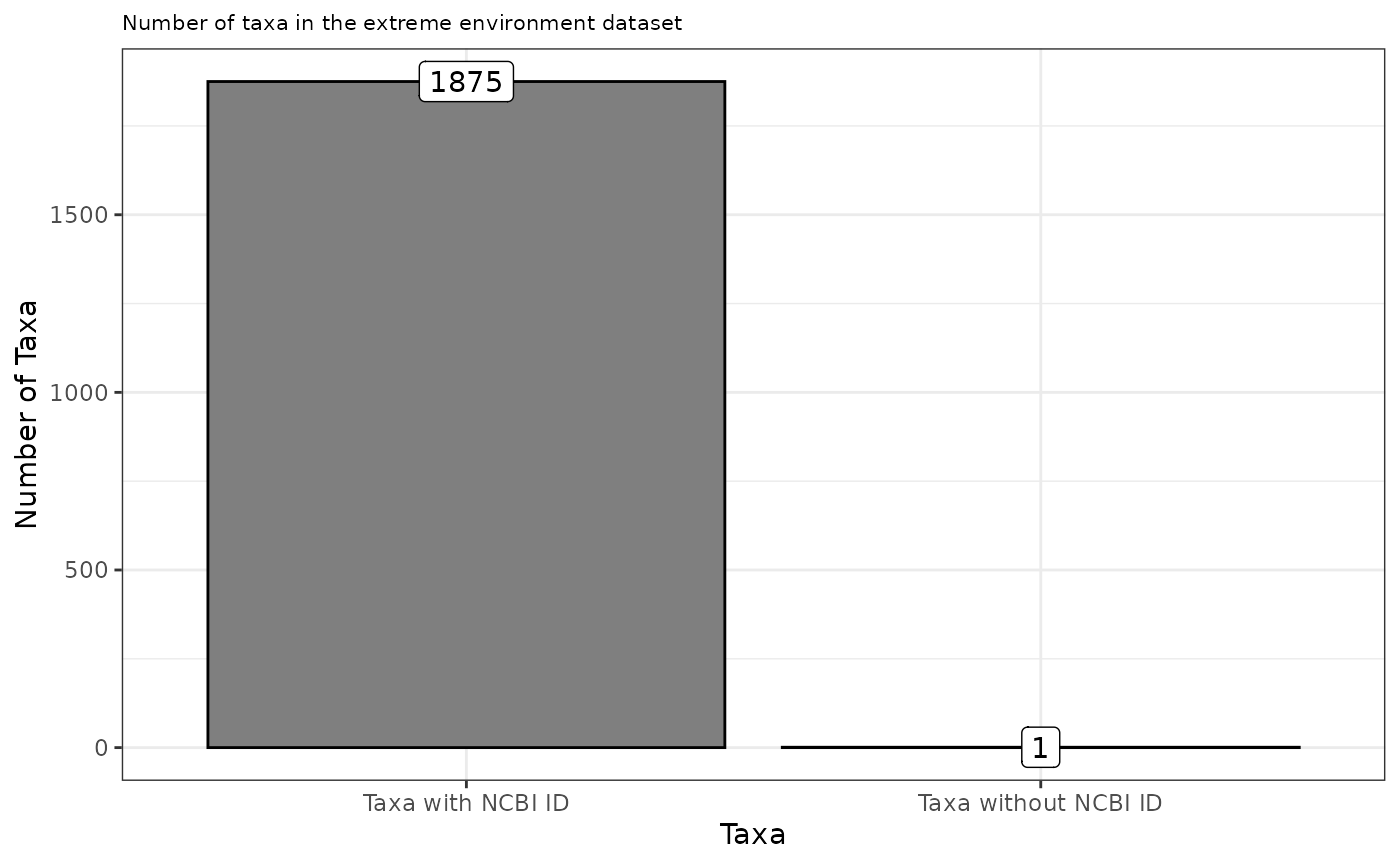 Number of taxa in the extreme environment dataset
1875
1500
1000
500
0
1
Number of Taxa
Taxa with NCBI ID
Taxa without NCBI ID
Taxa